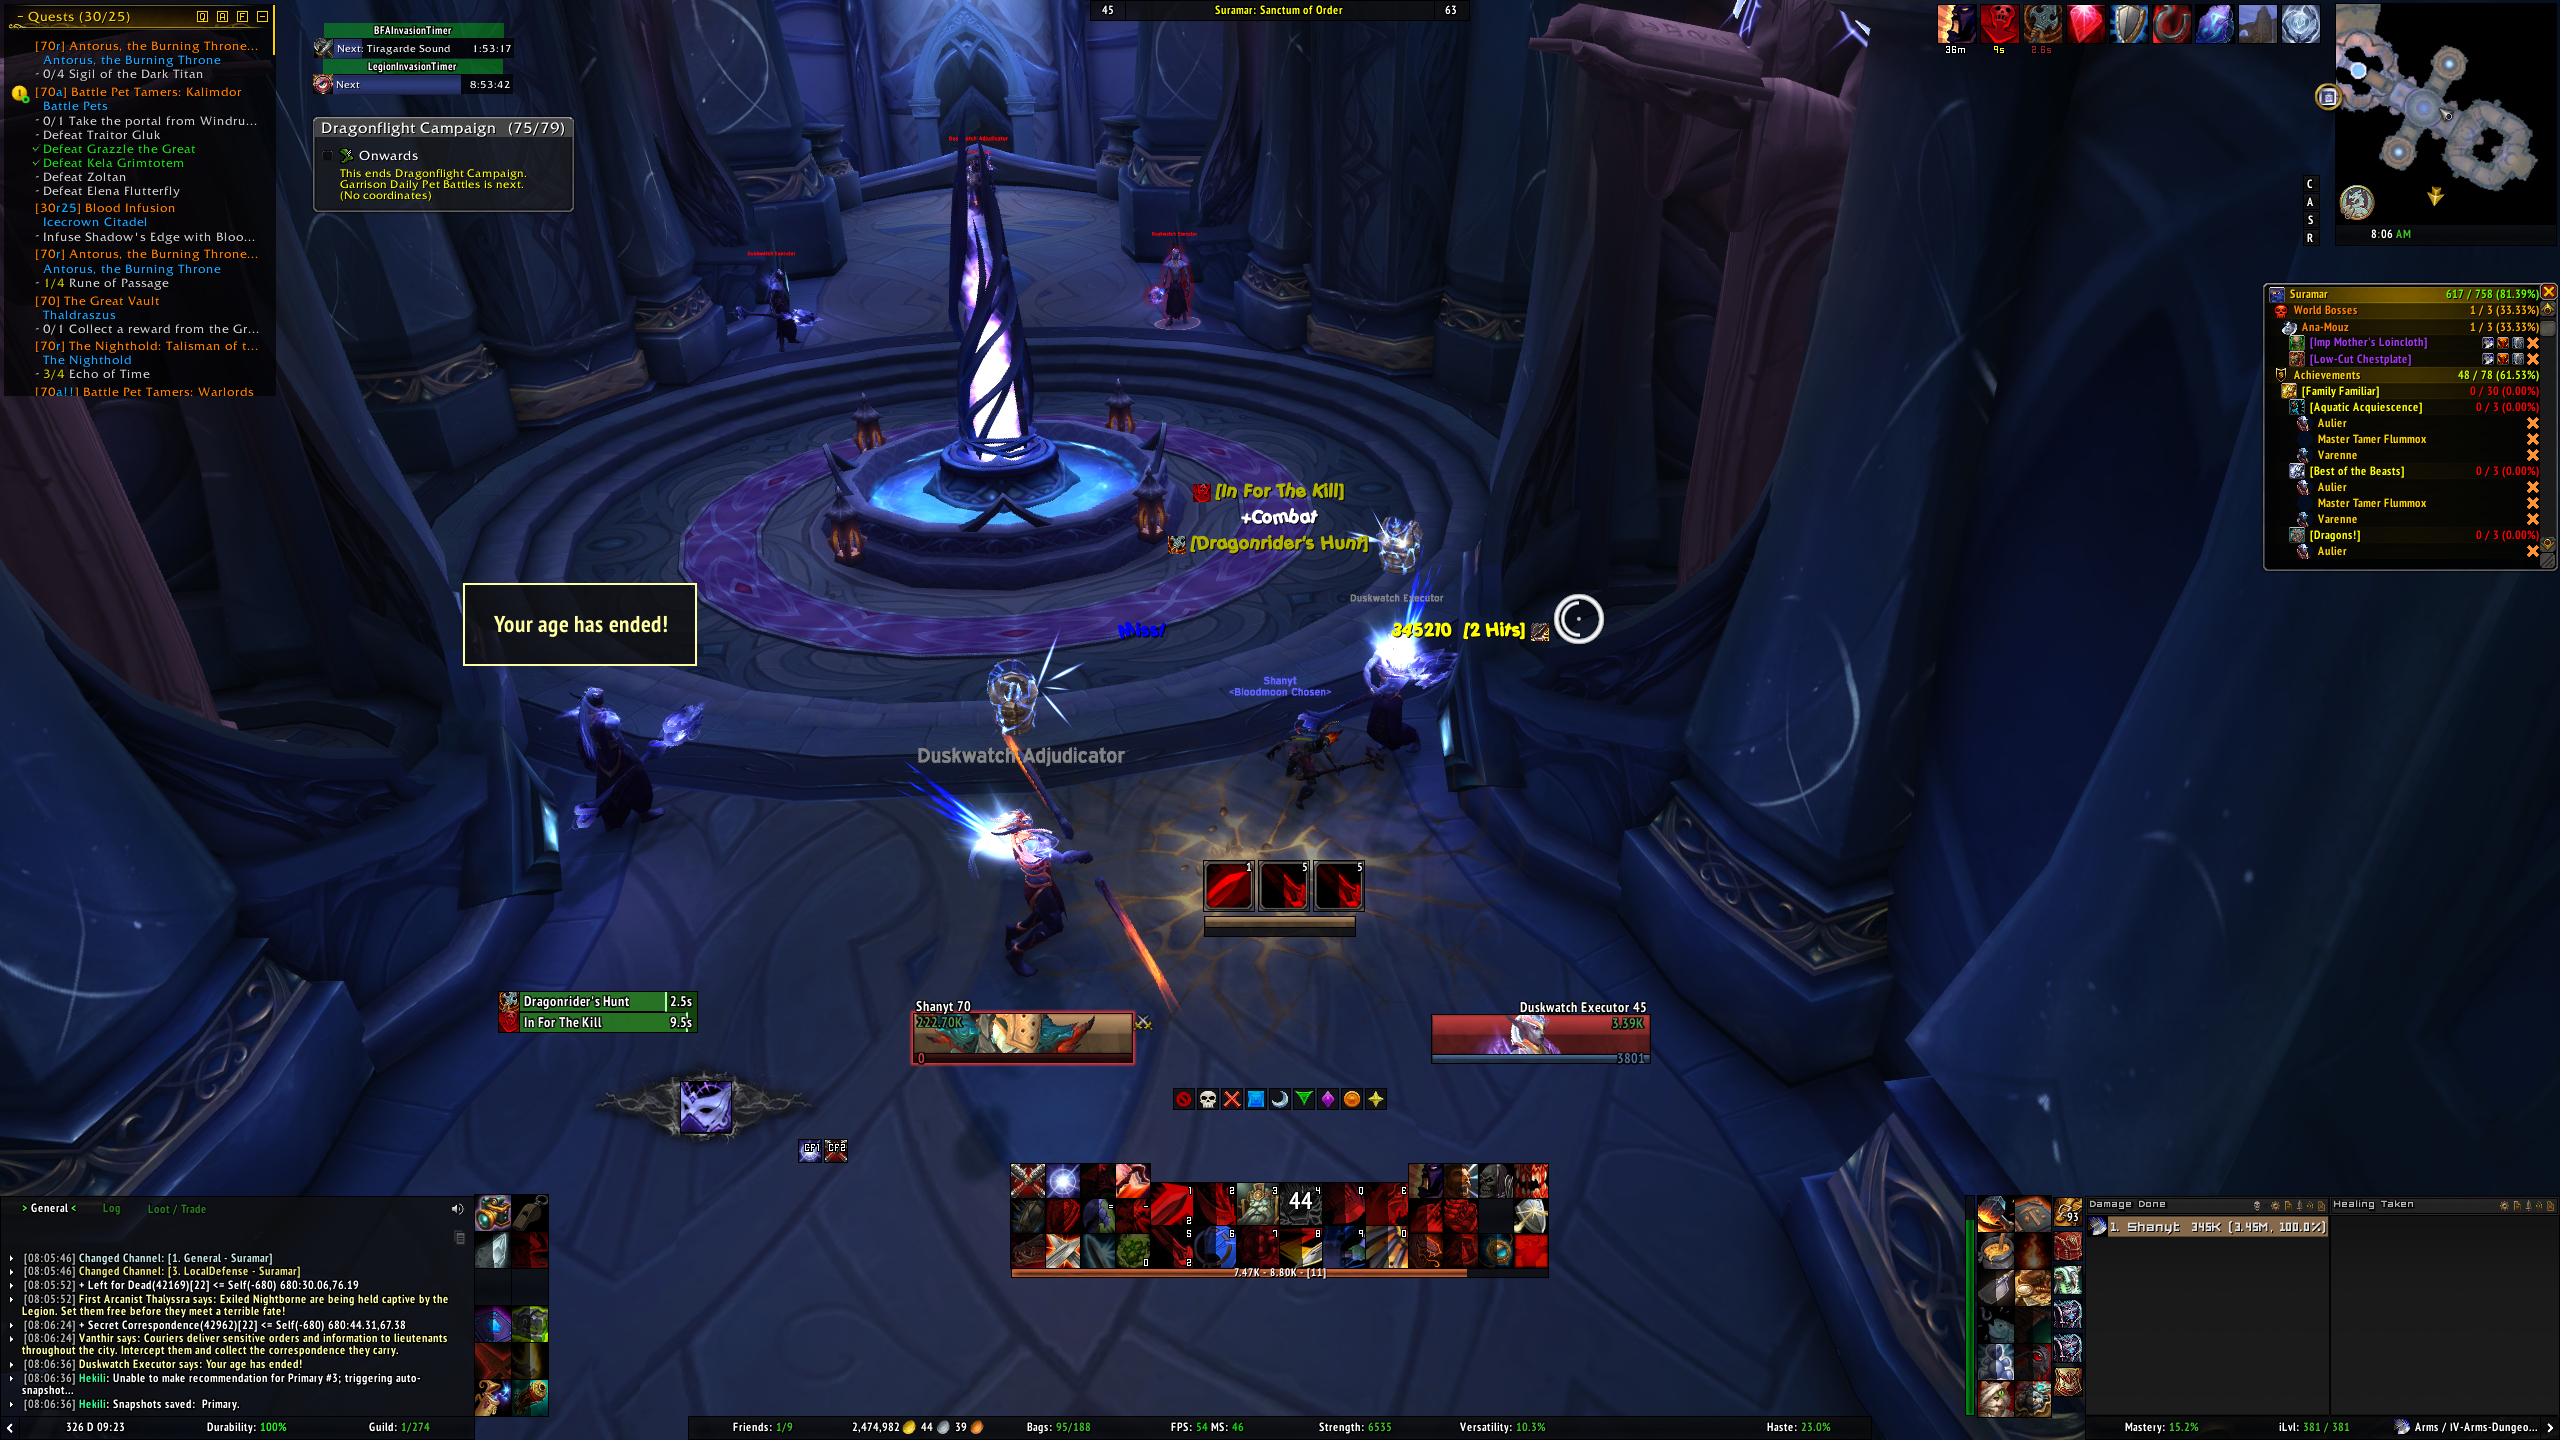 - Quests (30/25)
Q A F -
[70r] Antorus, the Burning Throne...
Antorus, the Burning Throne
- 0/4 Sigil of the Dark Titan
[70a] Battle Pet Tamers: Kalimdor
Battle Pets
- 0/1 Take the portal from Windru...
- Defeat Traitor Gluk
Defeat Grazzle the Great
Defeat Kela Grimtotem
- Defeat Zoltan
- Defeat Elena Flutterfly
[30r25] Blood Infusion
Icecrown Citadel
- Infuse Shadow's Edge with Bloo...
[70r] Antorus, the Burning Throne...
Antorus, the Burning Throne
- 1/4 Rune of Passage
[70] The Great Vault
Thaldraszus
- 0/1 Collect a reward from the Gr...
[70r] The Nighthold: Talisman of t...
The Nighthold
- 3/4 Echo of Time
[70a!!] Battle Pet Tamers: Warlords
BFAInvasionTimer
Next: Tiragarde Sound 1:53:17
LegionInvasionTimer
Next 8:53:42
Dragonflight Campaign (75/79)
Onwards
This ends Dragonflight Campaign.
Garrison Daily Pet Battles is next.
(No coordinates)
45 Suramar: Sanctum of Order 63
36m 9s 2.6s
C
A
S
R
8:06 AM
Suramar 617 / 758 (81.39%)
World Bosses 1 / 3 (33.33%)
Ana-Mouz 1 / 3 (33.33%)
[Imp Mother's Loincloth]
[Low-Cut Chestplate]
Achievements 48 / 78 (61.53%)
[Family Familiar] 0 / 30 (0.00%)
[Aquatic Acquiescence] 0 / 3 (0.00%)
Aulier
Master Tamer Flummox
Varenne
[Best of the Beasts] 0 / 3 (0.00%)
Aulier
Master Tamer Flummox
Varenne
[Dragons!] 0 / 3 (0.00%)
Aulier
Duskwatch Executor
[In For The Kill]
+Combat
[Dragonrider's Hunt]
Duskwatch Executor
Your age has ended!
Miss!
345210 [2 Hits]
Shanyt
<Bloodmoon Chosen>
Duskwatch Adjudicator
1 5 5
Dragonrider's Hunt 2.5s
In For The Kill 9.5s
Shanyt 70
222.70K
0
Duskwatch Executor 45
3.39K
3801
CF1 CF2
44
7.47K - 8.80K - [11]
> General < Log Loot / Trade
[08:05:46] Changed Channel: [1. General - Suramar]
[08:05:46] Changed Channel: [3. LocalDefense - Suramar]
[08:05:52] + Left for Dead(42169)[22] <= Self(-680) 680:30.06,76.19
[08:05:52] First Arcanist Thalyssra says: Exiled Nightborne are being held captive by the
Legion. Set them free before they meet a terrible fate!
[08:06:24] + Secret Correspondence(42962)[22] <= Self(-680) 680:44.31,67.38
[08:06:24] Vanthir says: Couriers deliver sensitive orders and information to lieutenants
throughout the city. Intercept them and collect the correspondence they carry.
[08:06:36] Duskwatch Executor says: Your age has ended!
[08:06:36] Hekili: Unable to make recommendation for Primary #3; triggering auto-
snapshot...
[08:06:36] Hekili: Snapshots saved: Primary.
93
Damage Done
Healing Taken
1. Shanyt 345K (3.45M, 100.0%)
326 D 09:23 Durability: 100% Guild: 1/274
Friends: 1/9 2,474,982 44 39 Bags: 95/188 FPS: 54 MS: 46 Strength: 6535 Versatility: 10.3% Haste: 23.0%
Mastery: 15.2% iLvl: 381 / 381 Arms / IV-Arms-Dungeo...